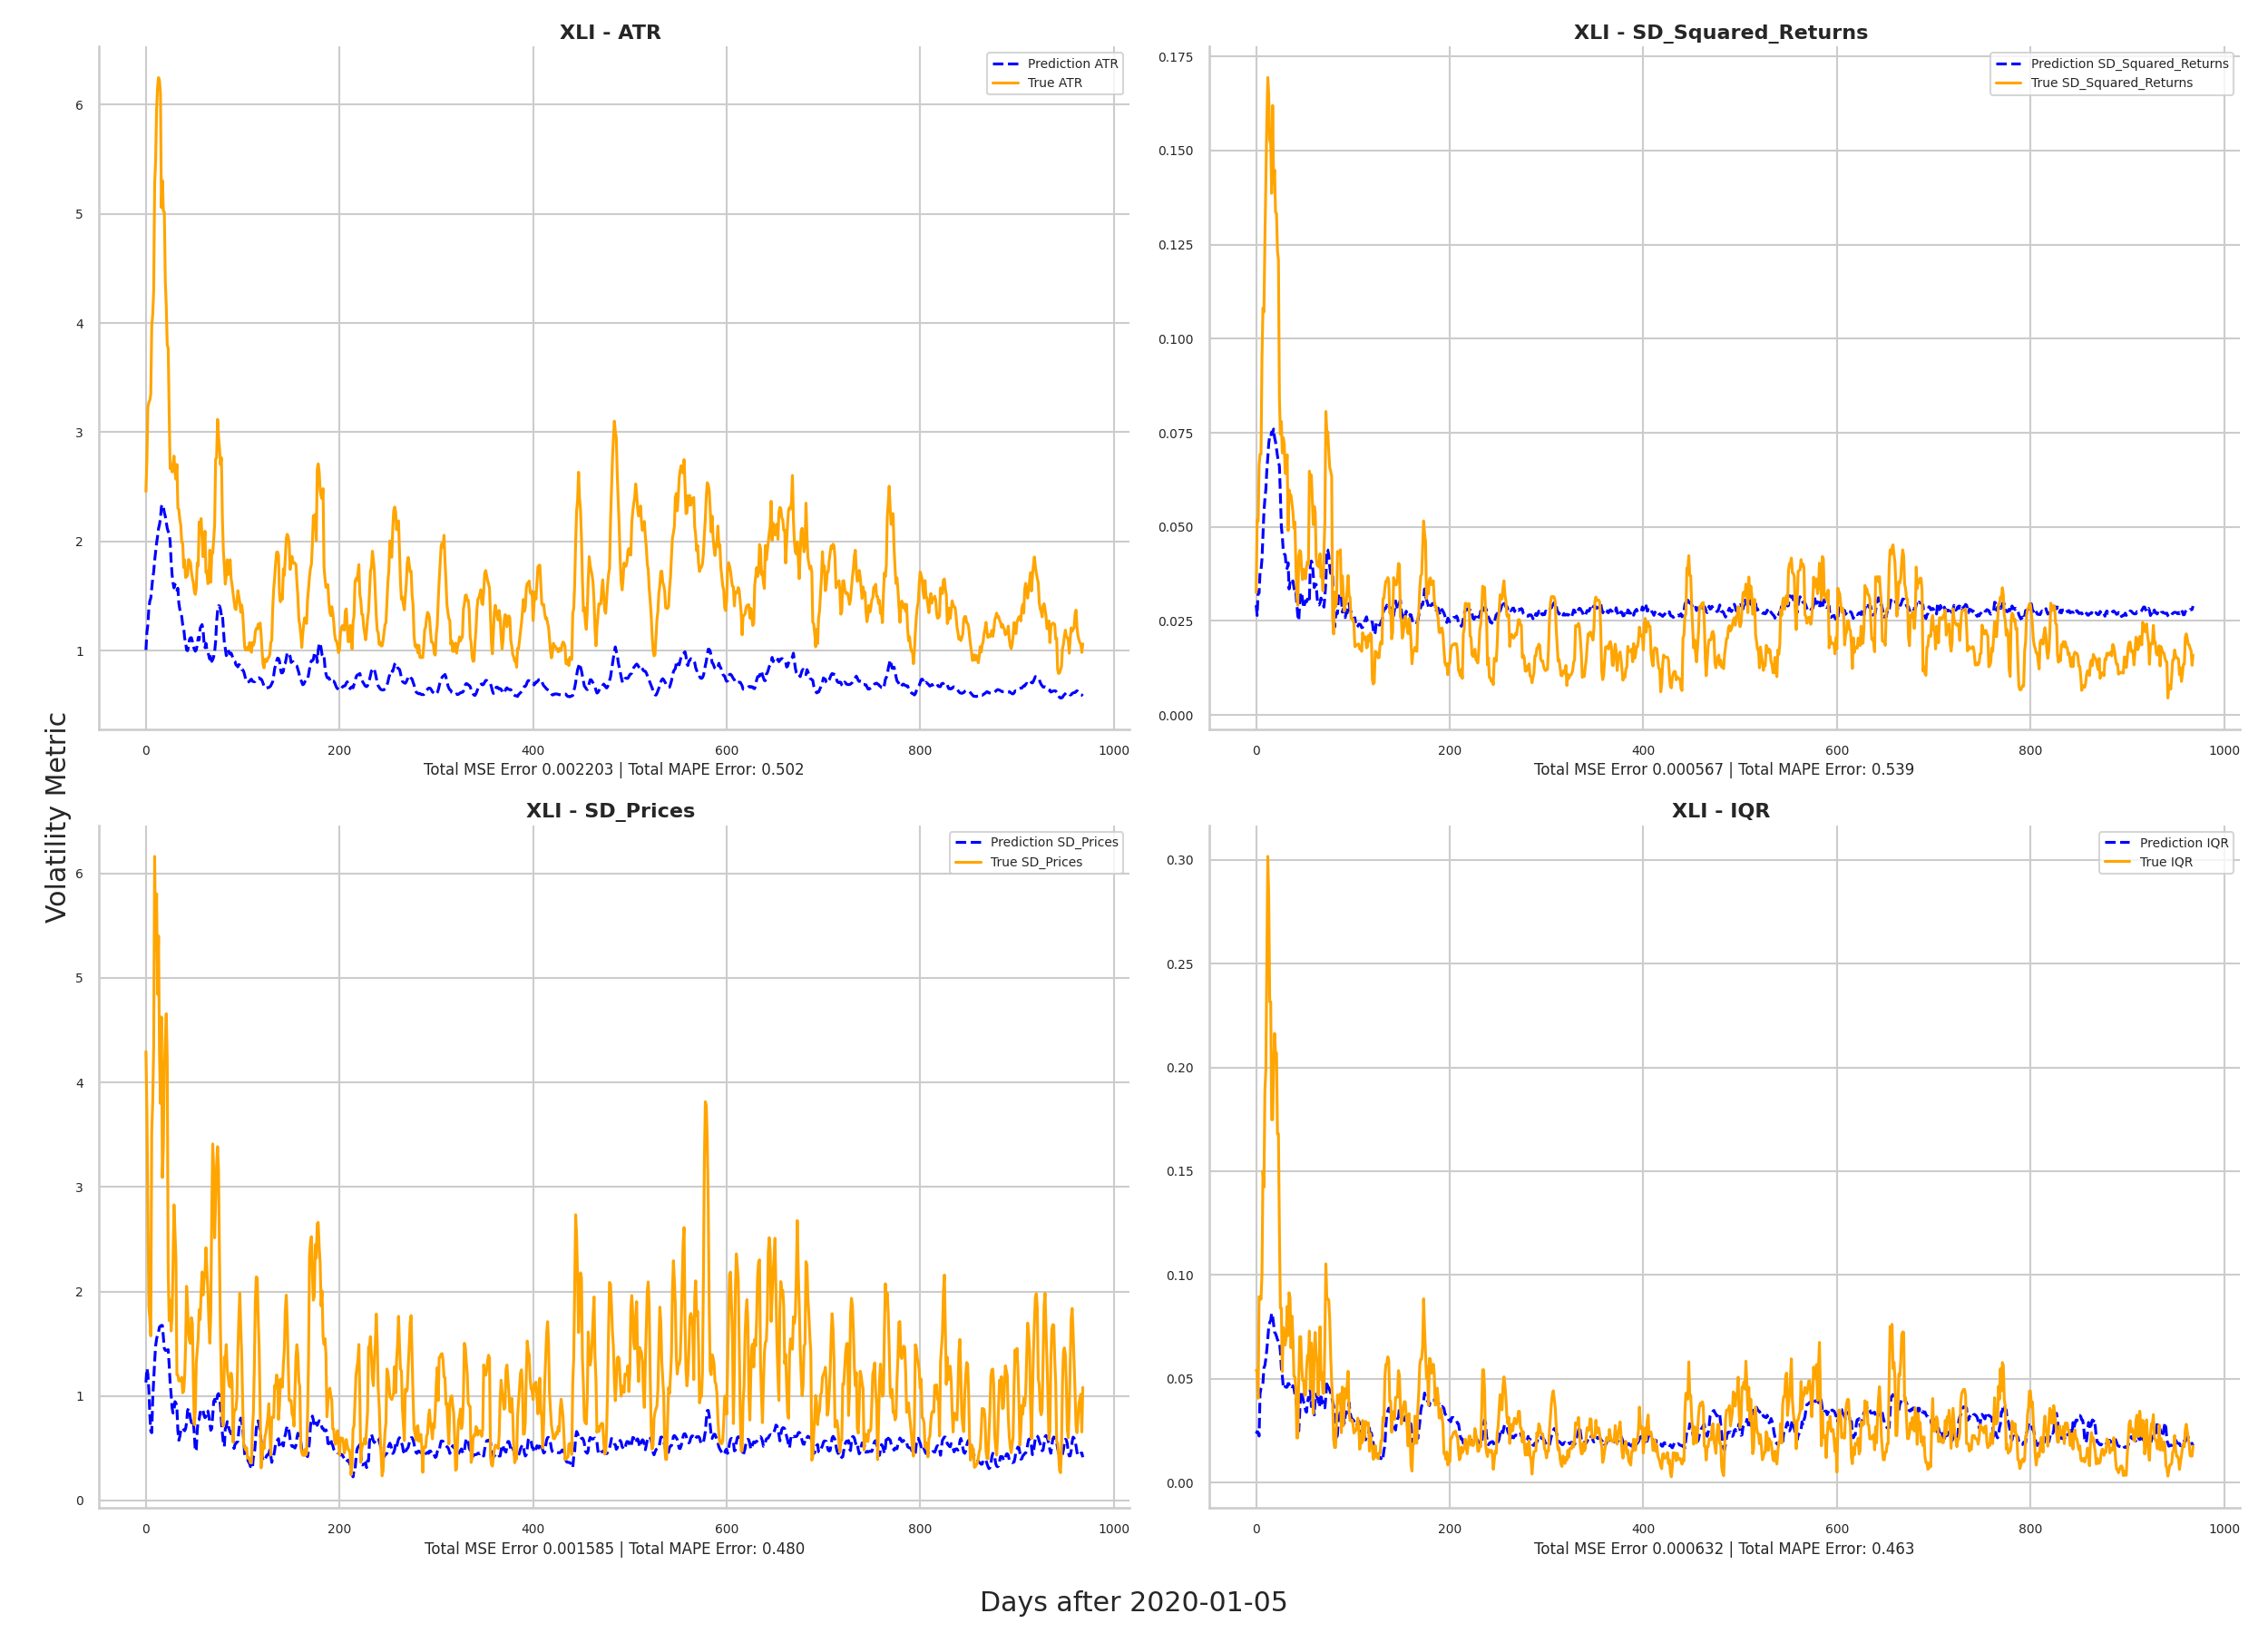 XLI - ATR
Prediction ATR
True ATR
6
5
4
3
2
1
0
200
400
600
800
1000
Total MSE Error 0.002203 | Total MAPE Error: 0.502
XLI - SD_Squared_Returns
Prediction SD_Squared_Returns
True SD_Squared_Returns
0.175
0.150
0.125
0.100
0.075
0.050
0.025
0.000
0
200
400
600
800
1000
Total MSE Error 0.000567 | Total MAPE Error: 0.539
Volatility Metric
XLI - SD_Prices
Prediction SD_Prices
True SD_Prices
6
5
4
3
2
1
0
0
200
400
600
800
1000
Total MSE Error 0.001585 | Total MAPE Error: 0.480
XLI - IQR
Prediction IQR
True IQR
0.30
0.25
0.20
0.15
0.10
0.05
0.00
0
200
400
600
800
1000
Total MSE Error 0.000632 | Total MAPE Error: 0.463
Days after 2020-01-05